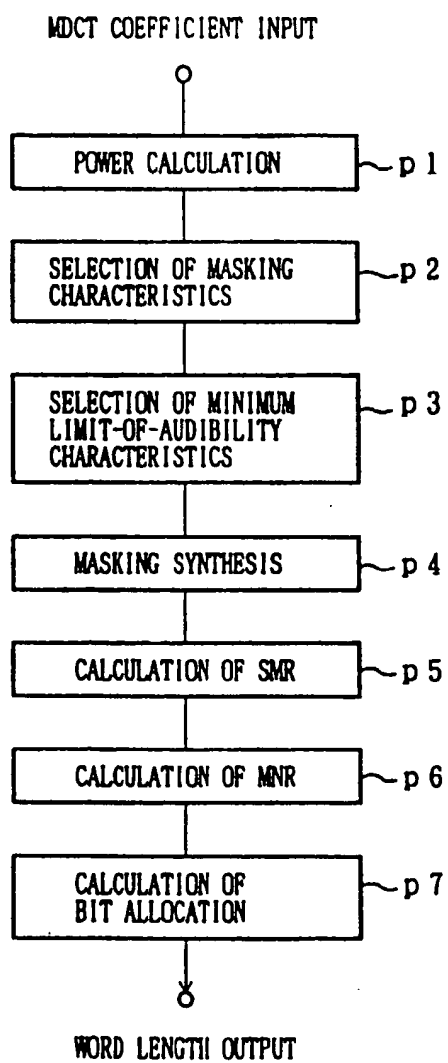 MDCT COEFFICIENT INPUT
POWER CALCULATION
p 1
SELECTION OF MASKING
CHARACTERISTICS
p 2
SELECTION OF MINIMUM
LIMIT-OF-AUDIBILITY
CHARACTERISTICS
p 3
MASKING SYNTHESIS
p 4
CALCULATION OF SMR
p 5
CALCULATION OF MNR
p 6
CALCULATION OF
BIT ALLOCATION
p 7
WORD LENGTH OUTPUT